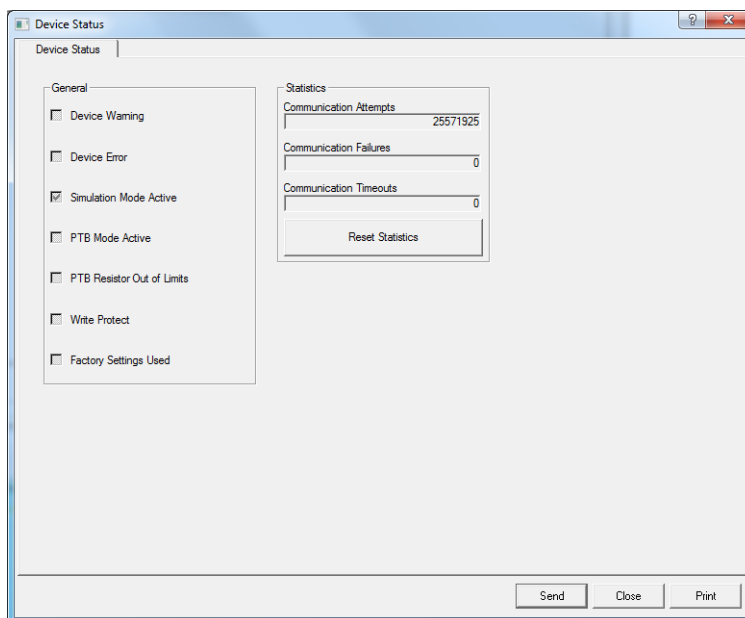 Device Status
Device Status
General
Device Warning
Device Error
Simulation Mode Active
PTB Mode Active
PTB Resistor Out of Limits
Write Protect
Factory Settings Used
Statistics
Communication Attempts
25571925
Communication Failures
0
Communication Timeouts
0
Reset Statistics
Send
Close
Print